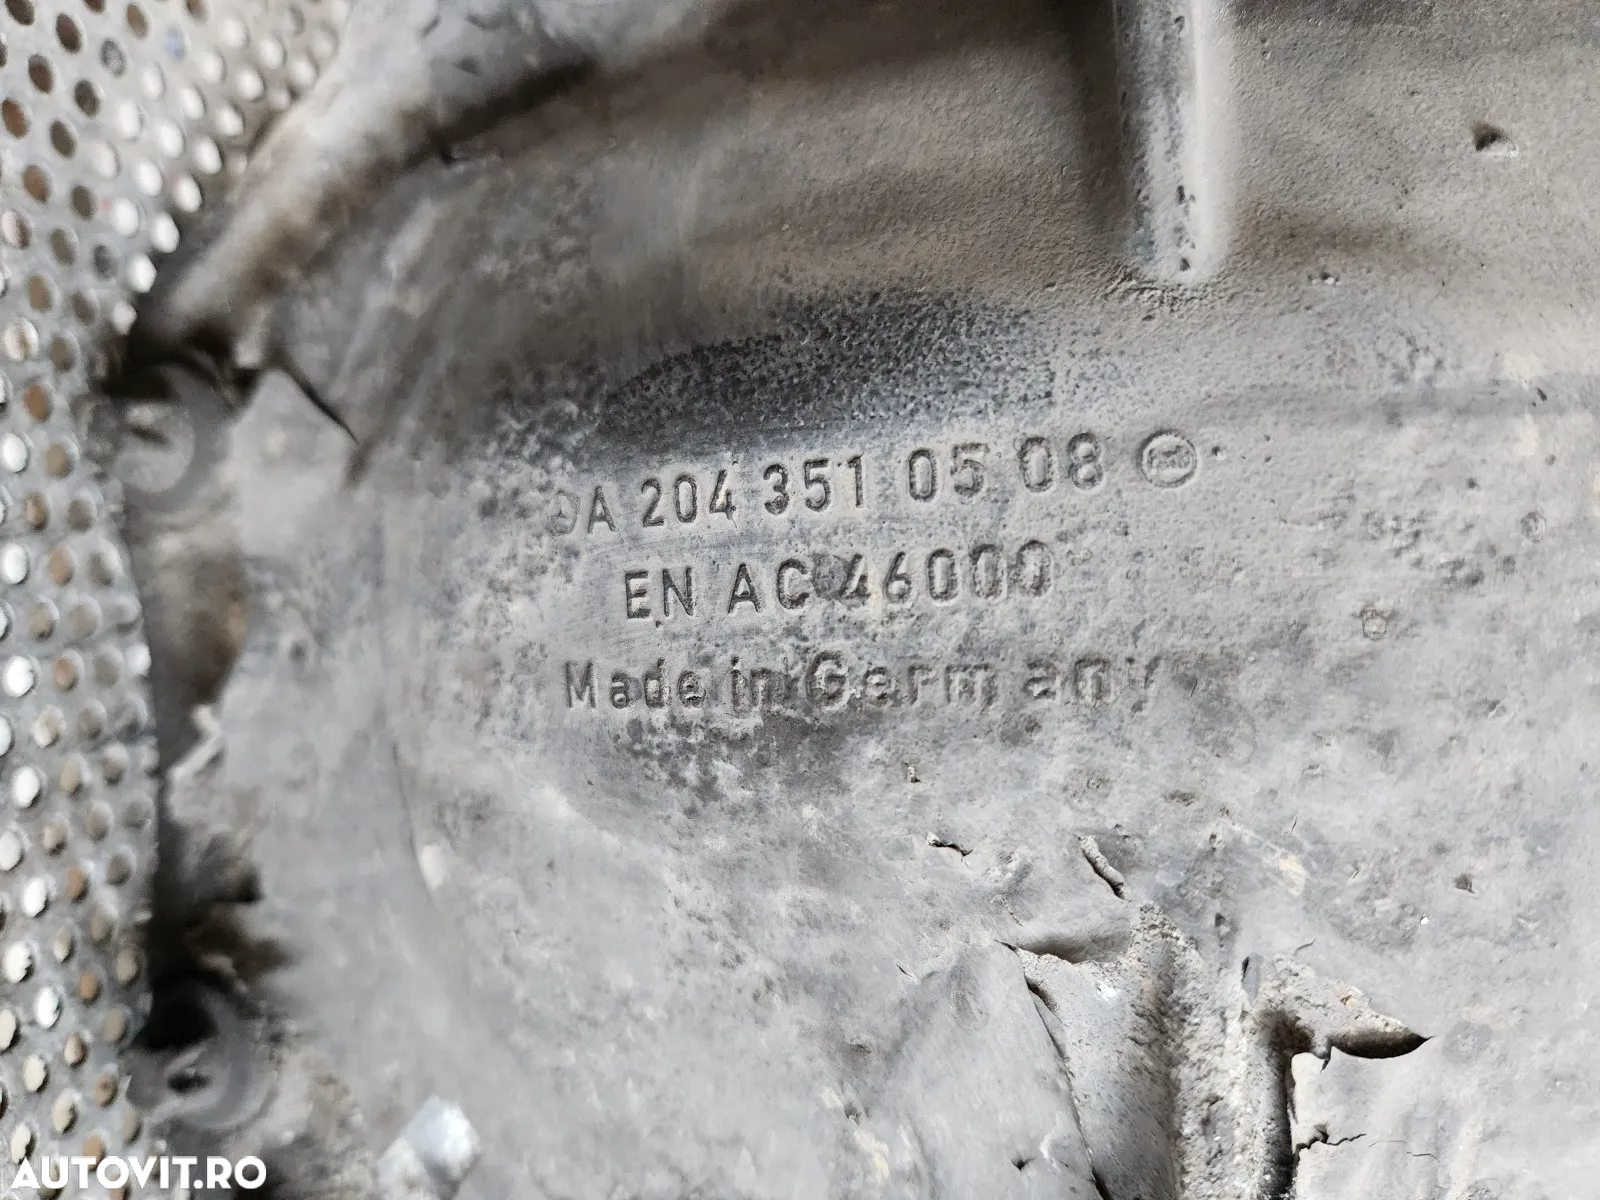 A 204 351 05 08
EN AC 46000
Made in Germany
AUTOVIT.RO